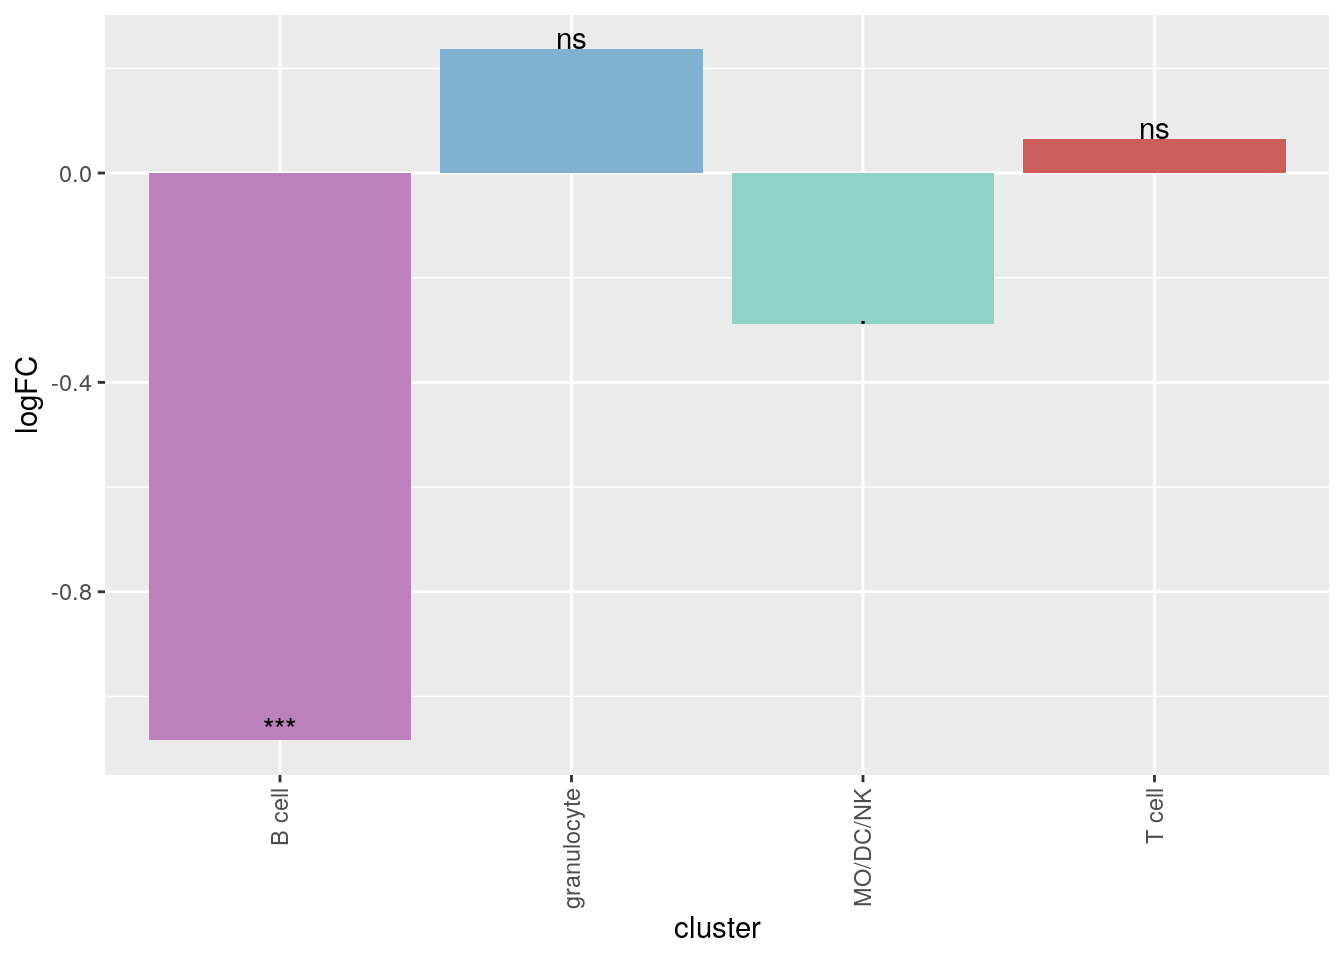 ns
ns
0.0
.
-0.4
logFC
-0.8
***
B cell
granulocyte
MO/DC/NK
T cell
cluster